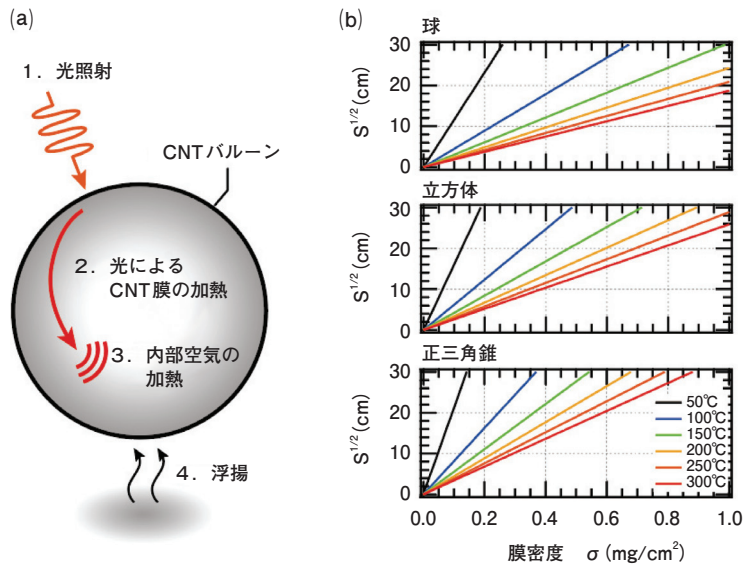 (a)
1．光照射
CNTバルーン
2．光による
CNT膜の加熱
3．内部空気の
加熱
4．浮揚
(b)
球
30
20
10
0
S1/2 (cm)
立方体
30
20
10
0
S1/2 (cm)
正三角錐
30
20
10
0
S1/2 (cm)
50℃
100℃
150℃
200℃
250℃
300℃
0.0 0.2 0.4 0.6 0.8 1.0
膜密度 σ (mg/cm2)